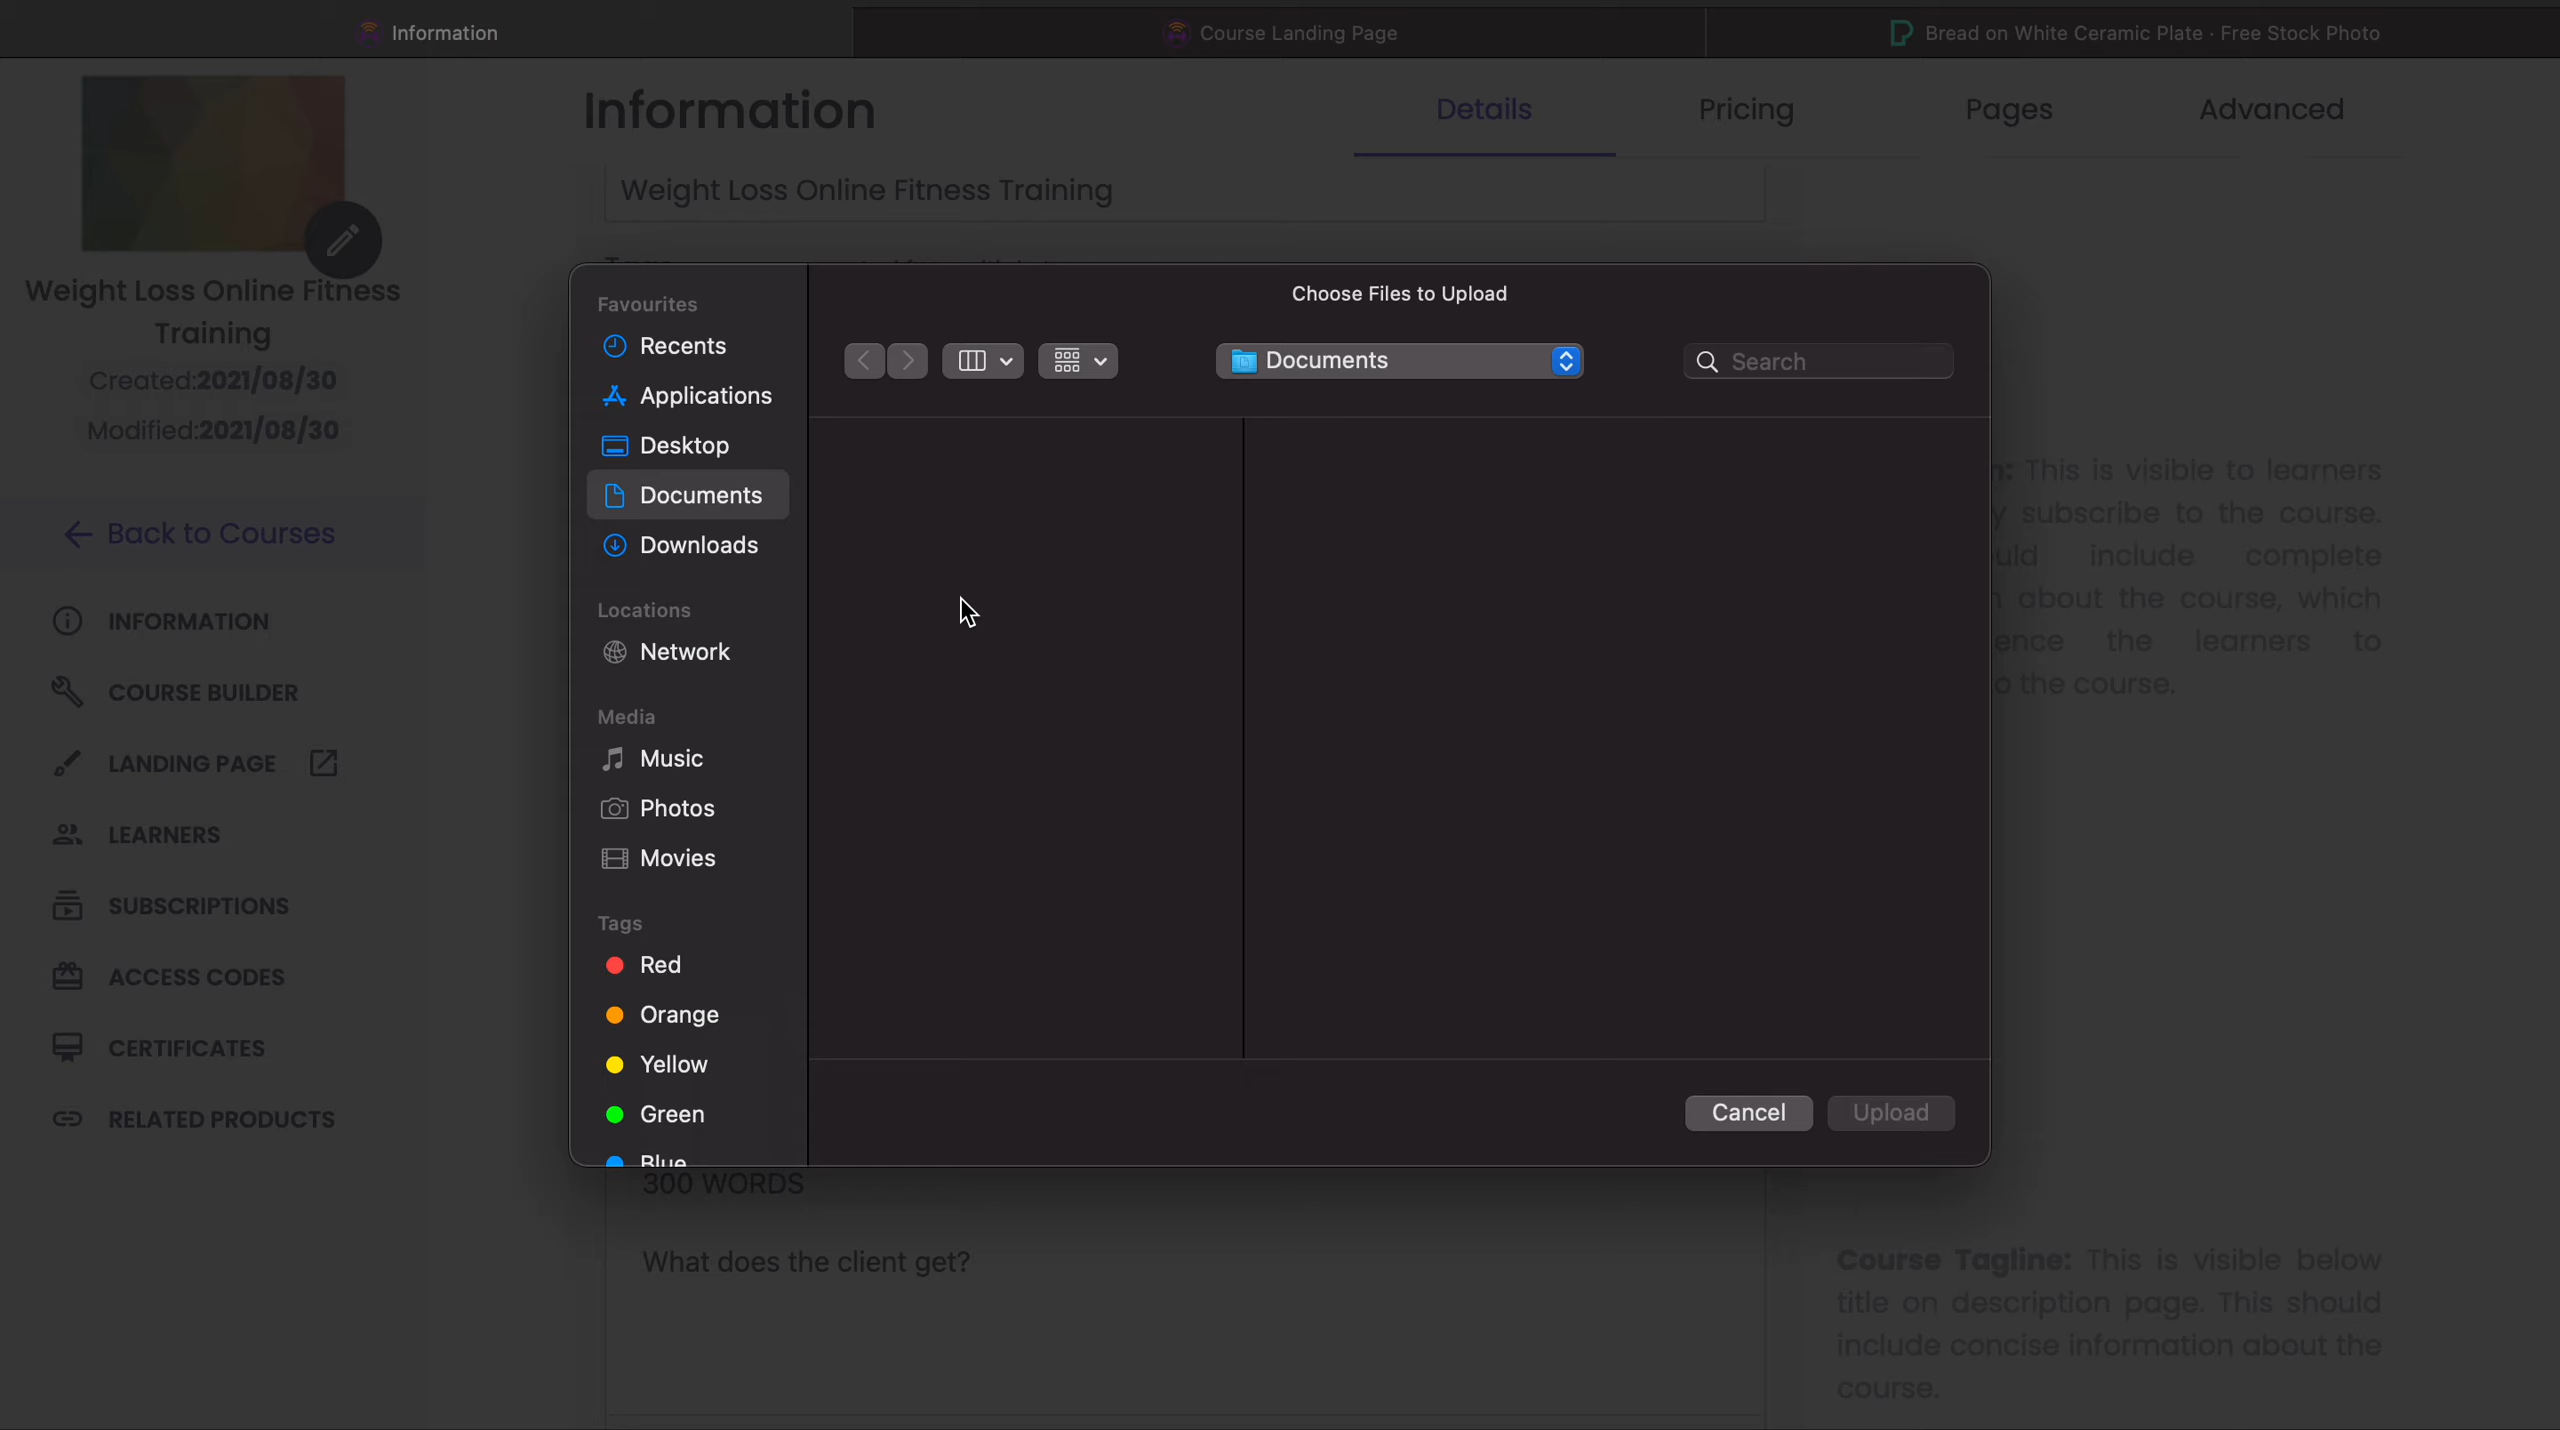 Information
Course Landing Page
Bread on White Ceramic Plate · Free Stock Photo
Information
Details
Pricing
Pages
Advanced
Weight Loss Online Fitness Training
Weight Loss Online Fitness
Training
Created:2021/08/30
Modified:2021/08/30
Back to Courses
INFORMATION
COURSE BUILDER
LANDING PAGE
LEARNERS
SUBSCRIPTIONS
ACCESS CODES
CERTIFICATES
RELATED PRODUCTS
Choose Files to Upload
Favourites
Recents
Applications
Desktop
Documents
Downloads
Locations
Network
Media
Music
Photos
Movies
Tags
Red
Orange
Yellow
Green
Blue
Documents
Search
Cancel
Upload
This is visible to learners
subscribe to the course.
include complete
about the course, which
the learners to
the course.
300 WORDS
What does the client get?
Course Tagline: This is visible below
title on description page. This should
include concise information about the
course.